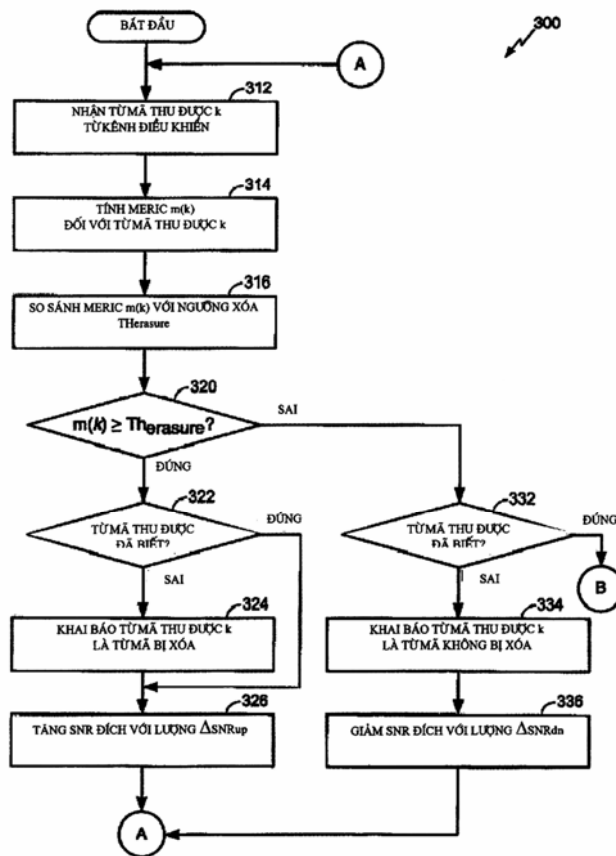 BẮT ĐẦU
300
A
312
NHẬN TỪ MÃ THU ĐƯỢC k
TỪ KÊNH ĐIỀU KHIỂN
314
TÍNH MERIC m(k)
ĐỐI VỚI TỪ MÃ THU ĐƯỢC k
316
SO SÁNH MERIC m(k) VỚI NGƯỠNG XÓA
THerasure
320
m(k) ≥ Therasure?
SAI
ĐÚNG
322
TỪ MÃ THU ĐƯỢC
ĐÃ BIẾT?
ĐÚNG
SAI
332
TỪ MÃ THU ĐƯỢC
ĐÃ BIẾT?
ĐÚNG
SAI
B
324
KHAI BÁO TỪ MÃ THU ĐƯỢC k
LÀ TỪ MÃ BỊ XÓA
334
KHAI BÁO TỪ MÃ THU ĐƯỢC k
LÀ TỪ MÃ KHÔNG BỊ XÓA
326
TĂNG SNR ĐÍCH VỚI LƯỢNG ΔSNRup
336
GIẢM SNR ĐÍCH VỚI LƯỢNG ΔSNRdn
A